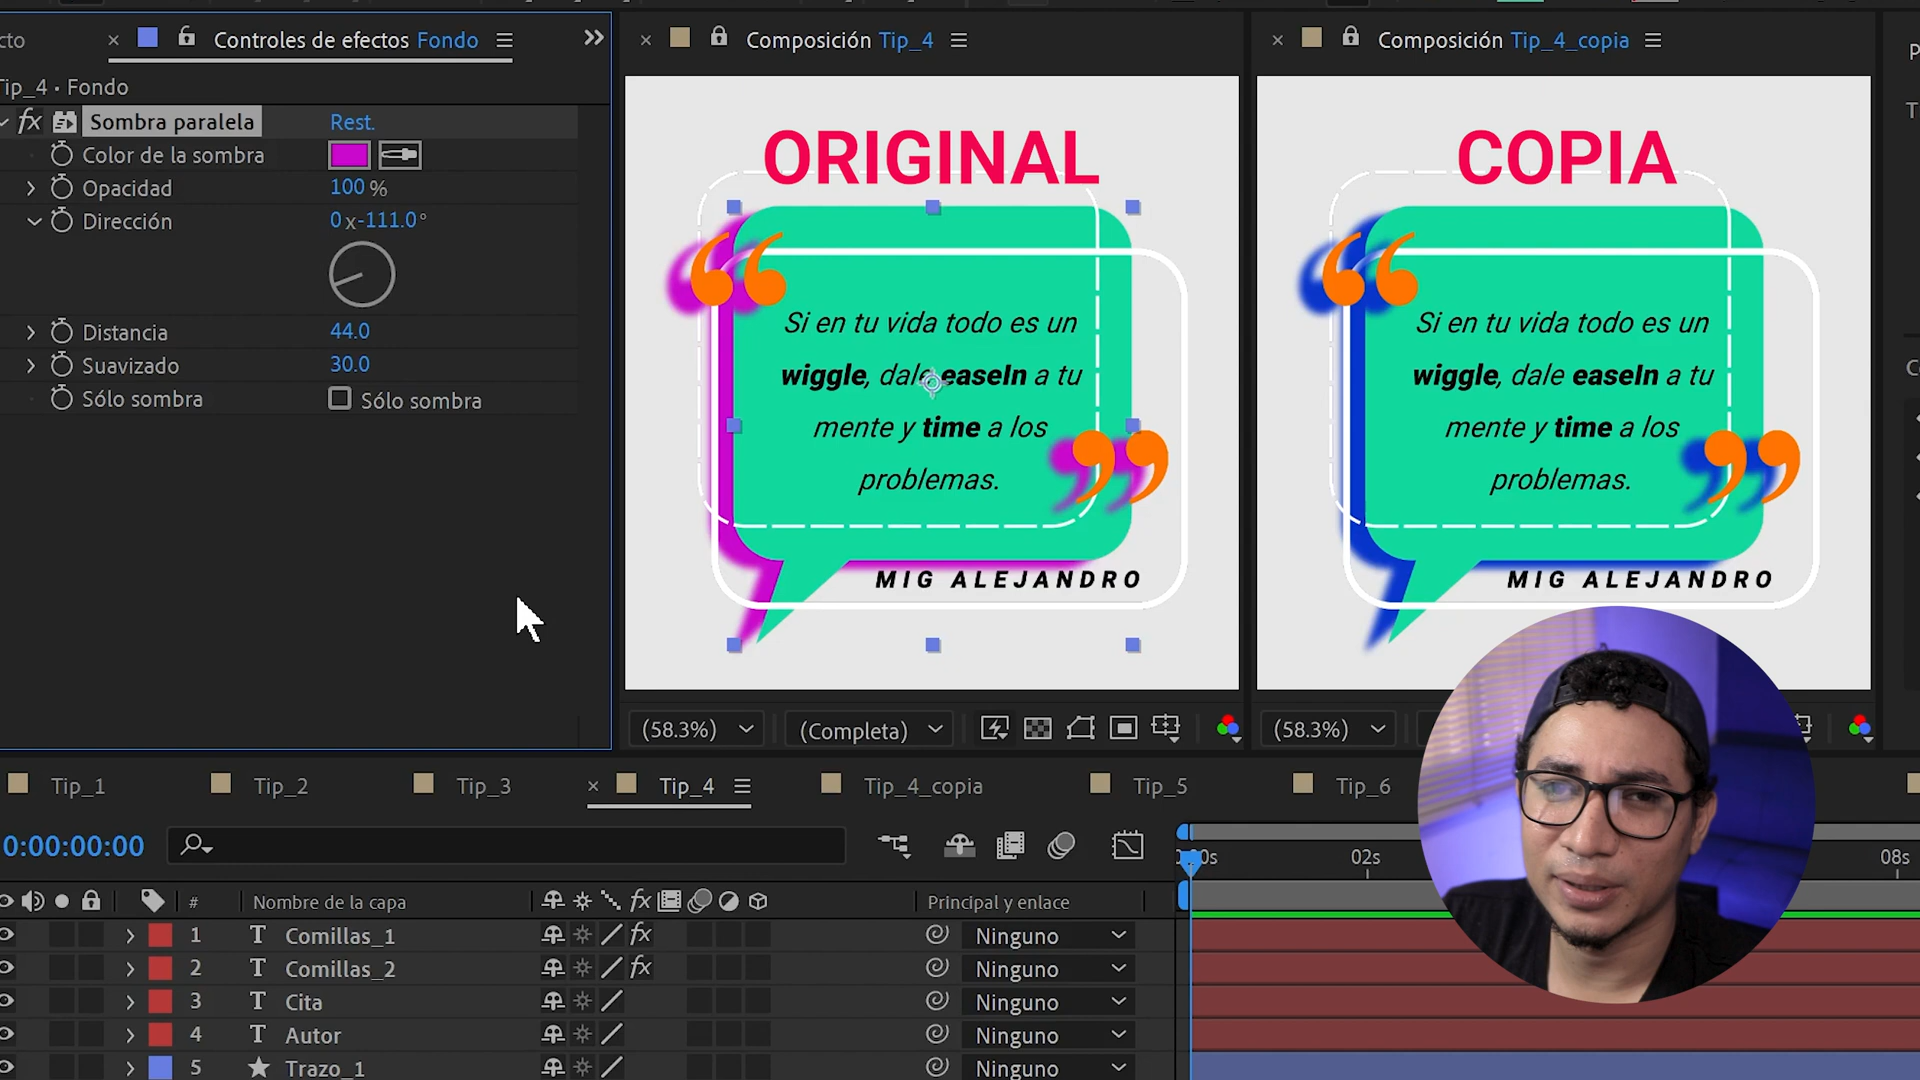 cto
Controles de efectos Fondo
Tip_4 • Fondo
fx Sombra paralela Rest.
Color de la sombra
Opacidad 100 %
Dirección 0 x-111.0°
Distancia 44.0
Suavizado 30.0
Sólo sombra Sólo sombra
Composición Tip_4
ORIGINAL
“
Si en tu vida todo es un
wiggle, dale easeIn a tu
mente y time a los
problemas.
”
MIG ALEJANDRO
(58.3%) (Completa)
Composición Tip_4_copia
COPIA
“
Si en tu vida todo es un
wiggle, dale easeIn a tu
mente y time a los
problemas.
”
MIG ALEJANDRO
(58.3%)
Tip_1 Tip_2 Tip_3 Tip_4 Tip_4_copia Tip_5 Tip_6
0:00:00:00
02s 08s
# Nombre de la capa fx Principal y enlace
1 T Comillas_1 fx Ninguno
2 T Comillas_2 fx Ninguno
3 T Cita Ninguno
4 T Autor Ninguno
5 Trazo_1 Ninguno